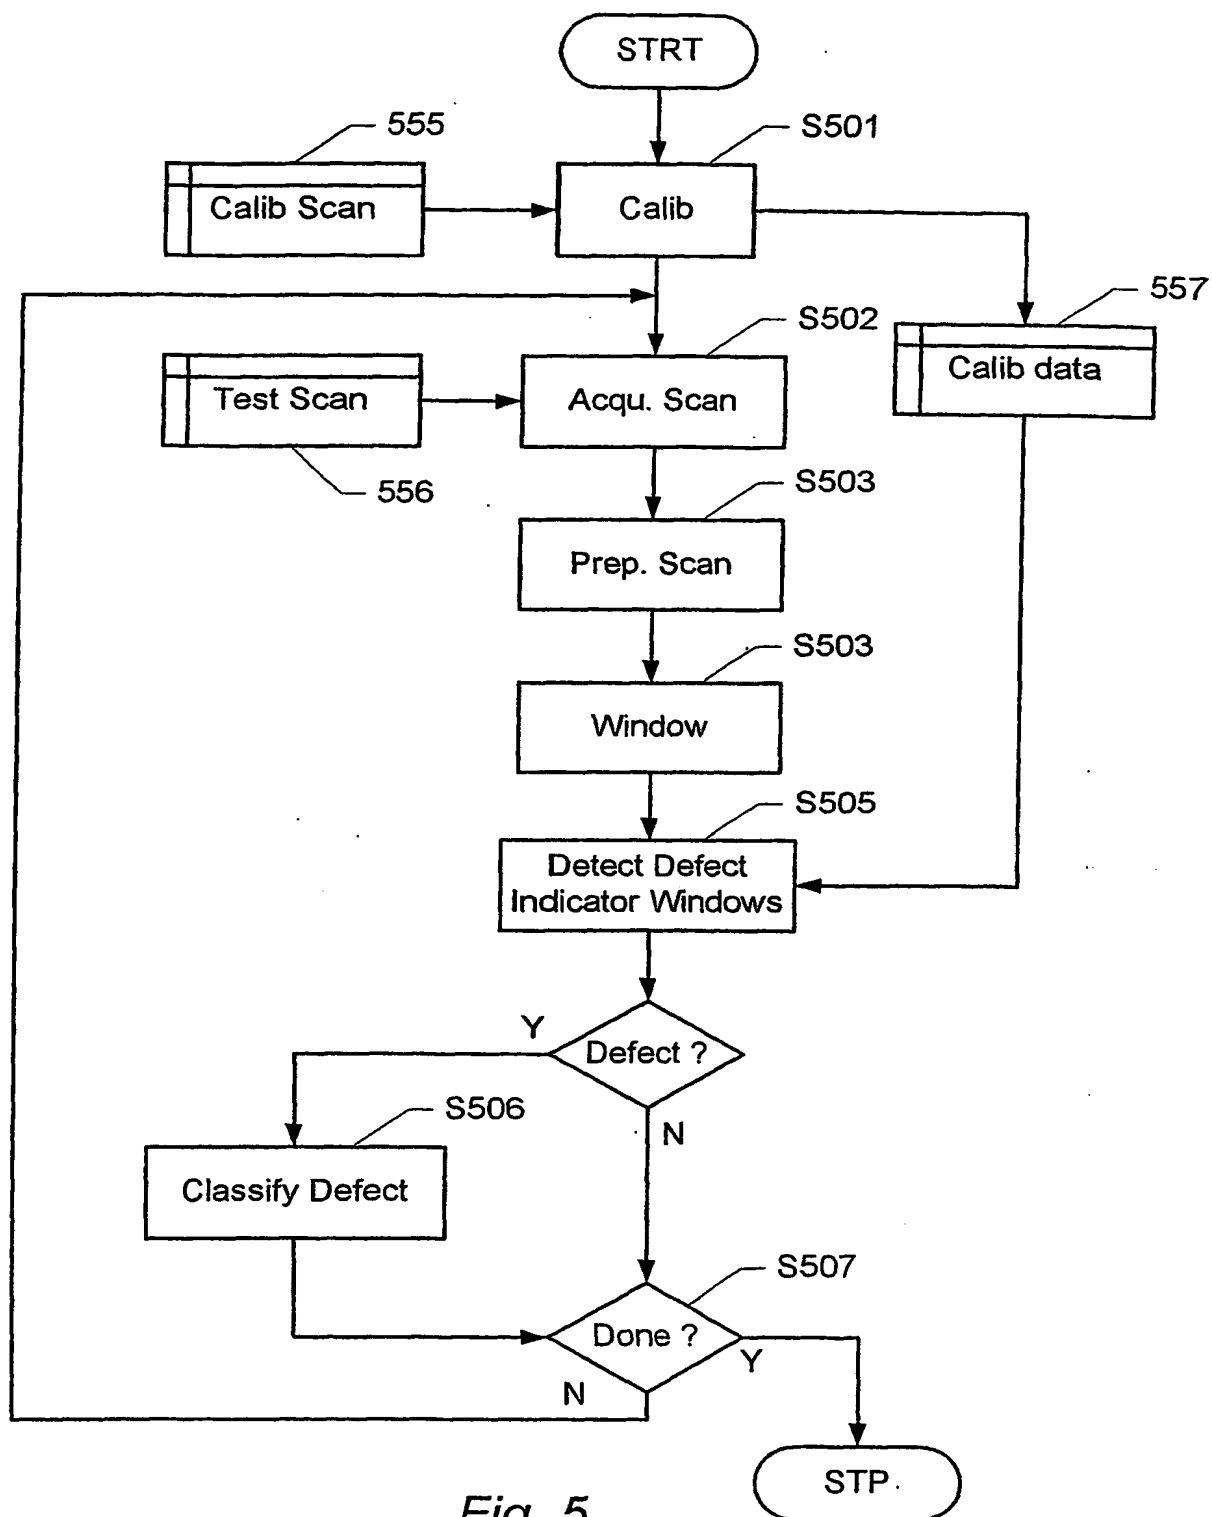 STRT
555
S501
Calib Scan
Calib
557
S502
Calib data
Test Scan
Acqu. Scan
556
S503
Prep. Scan
S503
Window
S505
Detect Defect
Indicator Windows
Y
Defect ?
S506
N
Classify Defect
S507
Done ?
Y
N
STP
Fig. 5